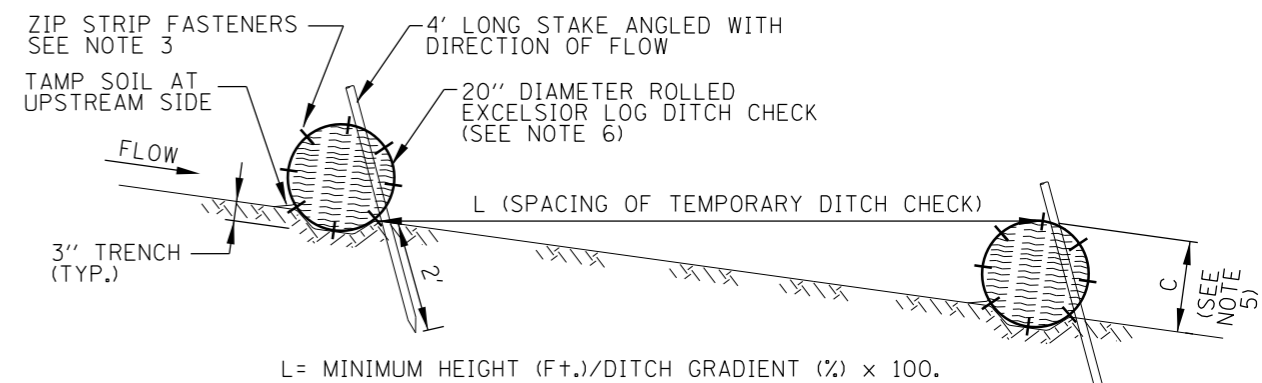 ZIP STRIP FASTENERS
SEE NOTE 3
4' LONG STAKE ANGLED WITH
DIRECTION OF FLOW
TAMP SOIL AT
UPSTREAM SIDE
20'' DIAMETER ROLLED
EXCELSIOR LOG DITCH CHECK
(SEE NOTE 6)
FLOW
L (SPACING OF TEMPORARY DITCH CHECK)
3'' TRENCH
(TYP.)
2'
C
(SEE
NOTE
5)
L= MINIMUM HEIGHT (Ft.)/DITCH GRADIENT (%) x 100.